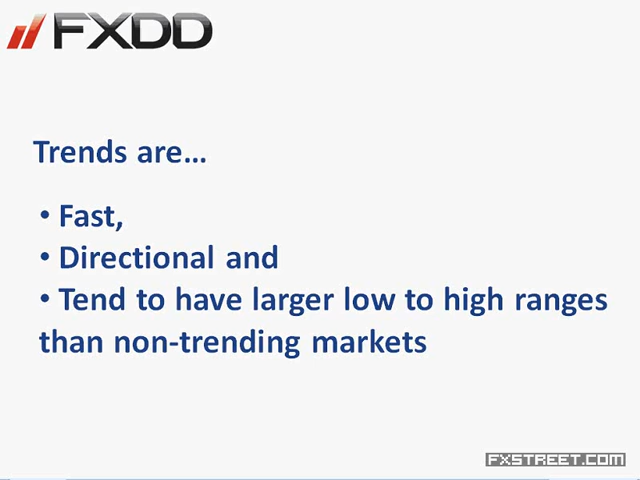 FXDD
Trends are...
• Fast,
• Directional and
• Tend to have larger low to high ranges
than non-trending markets
FXSTREET.COM